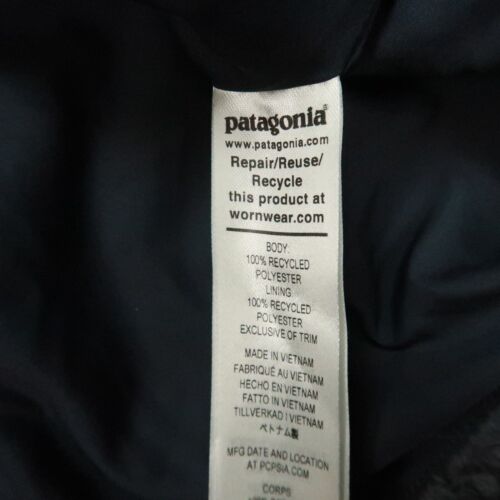 patagonia®
www.patagonia.com
Repair/Reuse/
Recycle
this product at
wornwear.com
BODY:
100% RECYCLED
POLYESTER
LINING:
100% RECYCLED
POLYESTER
EXCLUSIVE OF TRIM
MADE IN VIETNAM
FABRIQUÉ AU VIETNAM
HECHO EN VIETNAM
FATTO IN VIETNAM
TILLVERKAD I VIETNAM
ベトナム製
MFG DATE AND LOCATION
AT PCPSIA.COM
CORPS